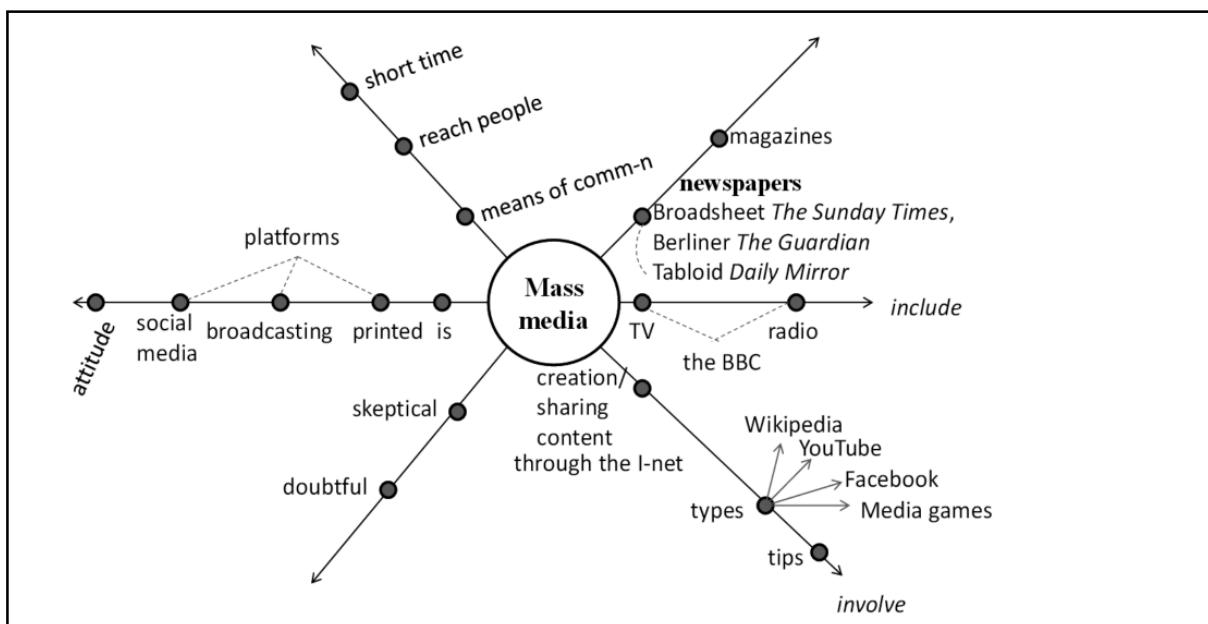 short time
reach people
means of comm-n
magazines
newspapers
Broadsheet The Sunday Times,
Berliner The Guardian
Tabloid Daily Mirror
platforms
Mass
media
attitude
social
media
broadcasting
printed
is
TV
radio
include
the BBC
creation/
sharing
content
through the I-net
skeptical
doubtful
Wikipedia
YouTube
Facebook
Media games
types
tips
involve